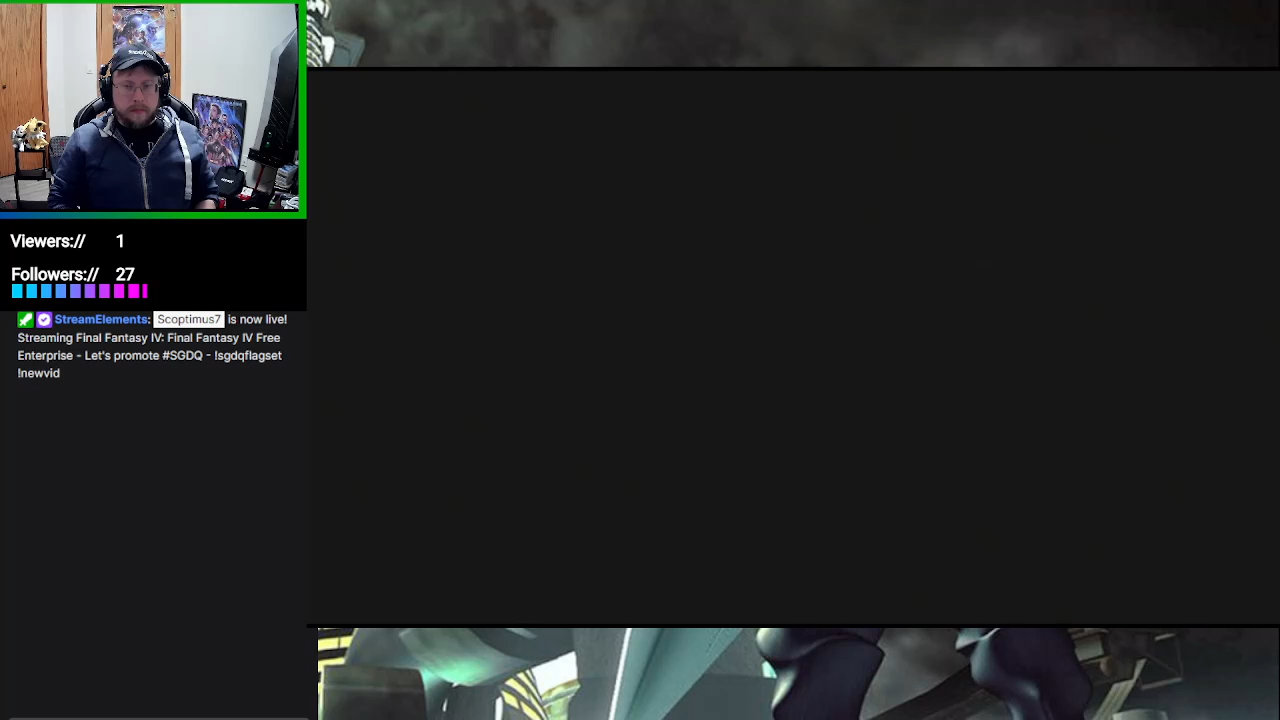 Viewers:// 1
Followers:// 27
StreamElements: Scoptimus7 is now live!
Streaming Final Fantasy IV: Final Fantasy IV Free
Enterprise - Let's promote #SGDQ - !sgdqflagset
!newvid